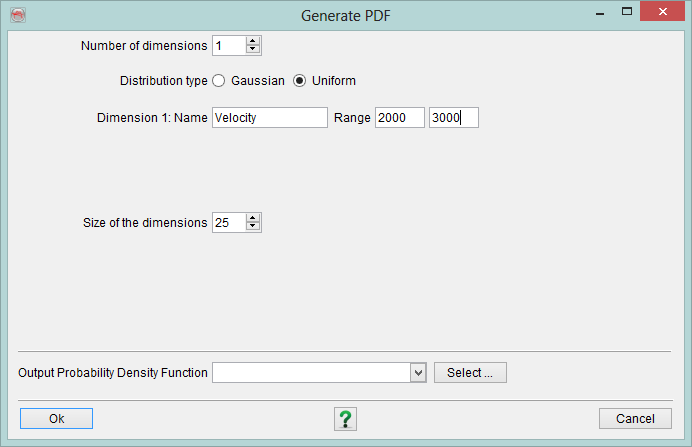 Generate PDF
Number of dimensions 1
Distribution type Gaussian Uniform
Dimension 1: Name Velocity Range 2000 3000
Size of the dimensions 25
Output Probability Density Function Select ...
Ok ? Cancel